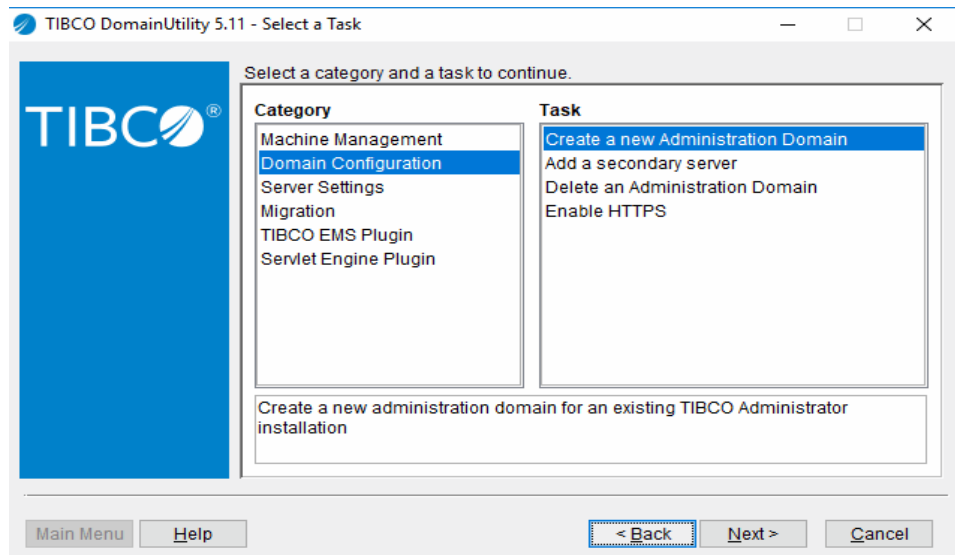 TIBCO DomainUtility 5.11 - Select a Task
Select a category and a task to continue.
TIBCO®
Category
Task
Machine Management
Create a new Administration Domain
Domain Configuration
Add a secondary server
Server Settings
Delete an Administration Domain
Migration
Enable HTTPS
TIBCO EMS Plugin
Servlet Engine Plugin
Create a new administration domain for an existing TIBCO Administrator
installation
Main Menu
Help
< Back
Next >
Cancel